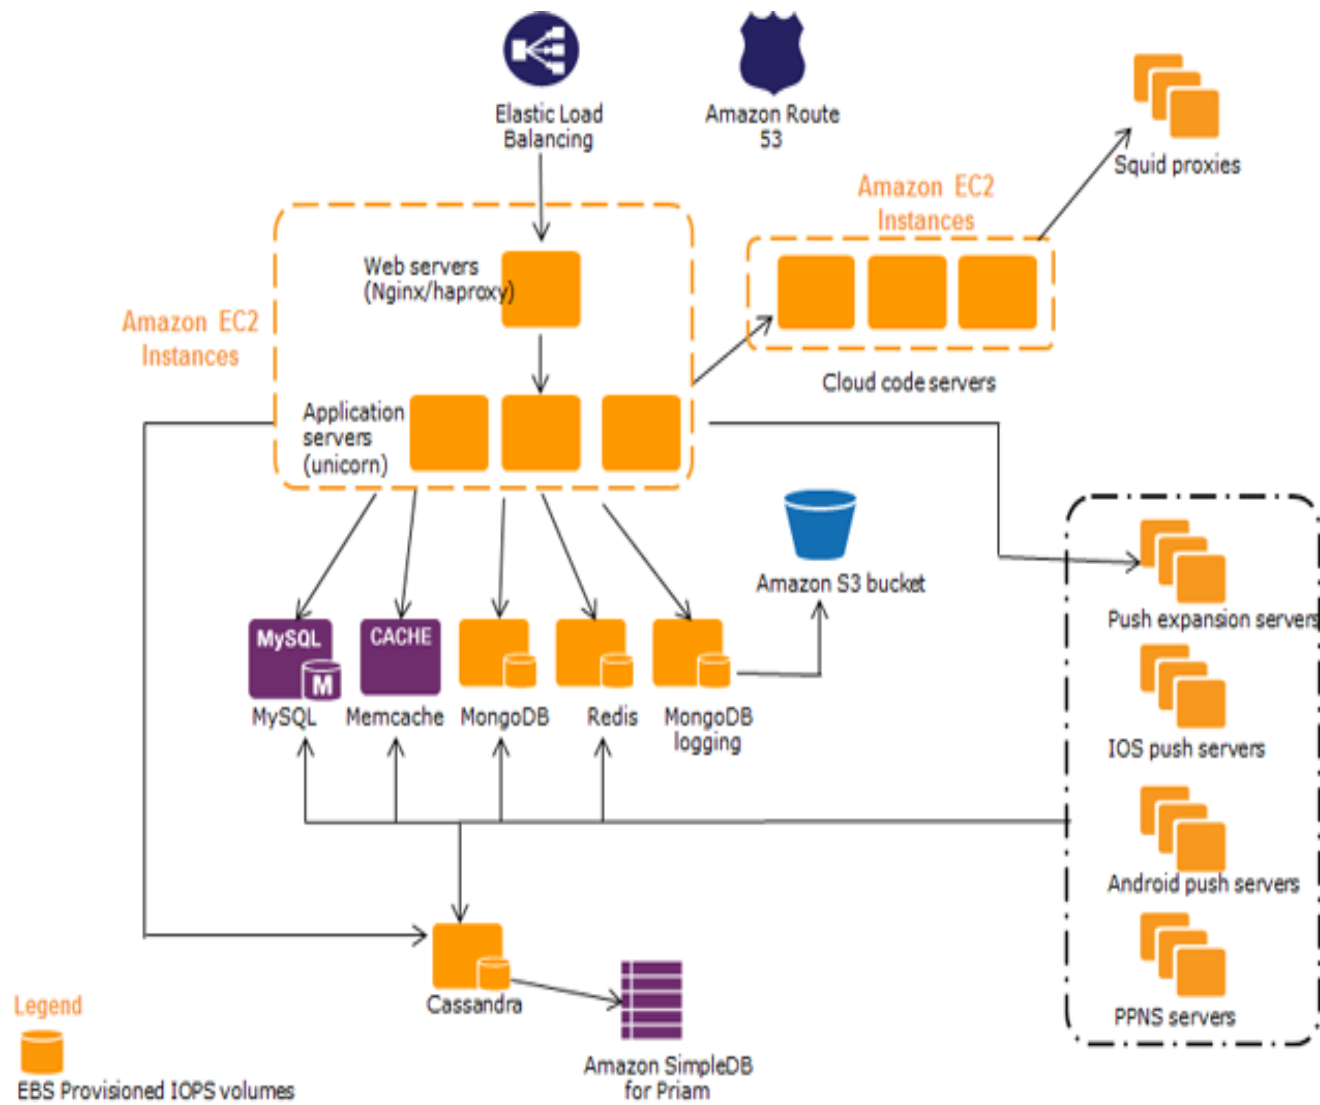 Elastic Load
Balancing
Amazon Route
53
Squid proxies
Amazon EC2
Instances
Web servers
(Nginx/haproxy)
Amazon EC2
Instances
Cloud code servers
Application
servers
(unicorn)
Amazon S3 bucket
Push expansion servers
MySQL
M
CACHE
MySQL
Memcache
MongoDB
Redis
MongoDB
logging
IOS push servers
Android push servers
Cassandra
PPNS servers
Legend
Amazon SimpleDB
for Priam
EBS Provisioned IOPS volumes